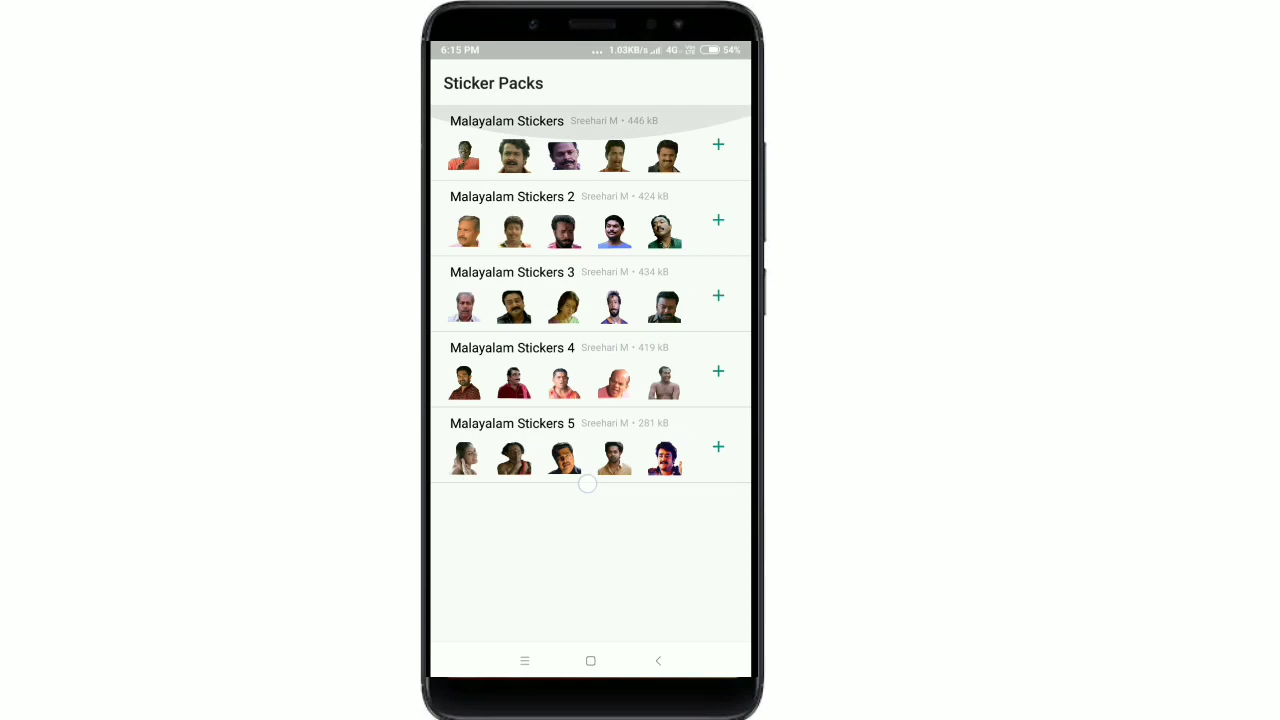 6:15 PM ... 1.03KB/s 4G VoLTE 54%
Sticker Packs
Malayalam Stickers Sreehari M • 446 kB
Malayalam Stickers 2 Sreehari M • 424 kB
Malayalam Stickers 3 Sreehari M • 434 kB
Malayalam Stickers 4 Sreehari M • 419 kB
Malayalam Stickers 5 Sreehari M • 281 kB